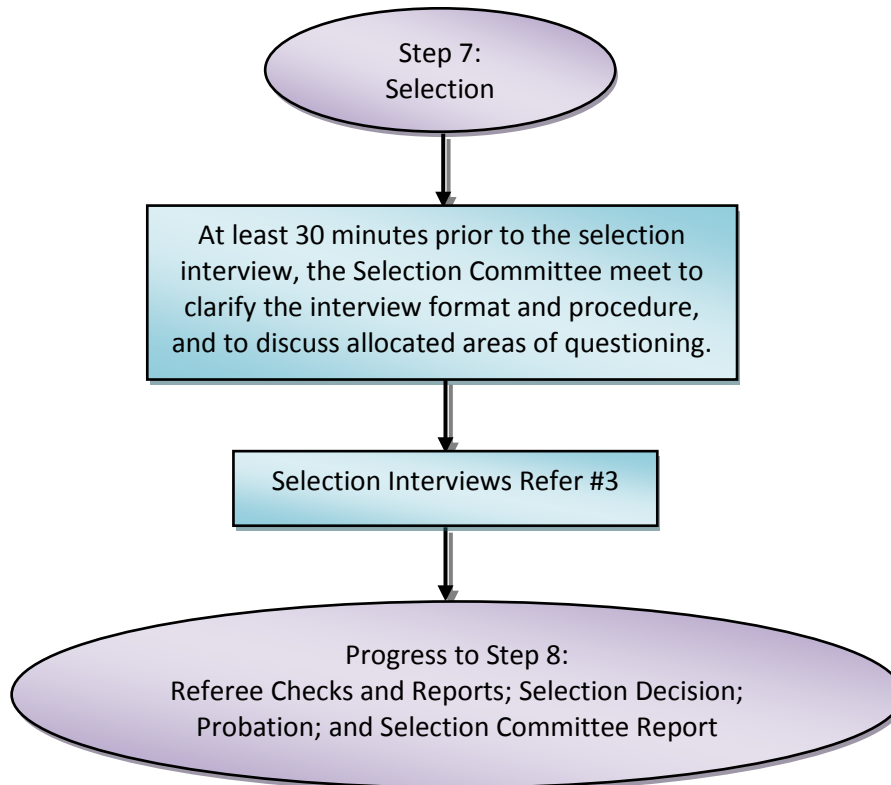 Step 7:
Selection
At least 30 minutes prior to the selection
interview, the Selection Committee meet to
clarify the interview format and procedure,
and to discuss allocated areas of questioning.
Selection Interviews Refer #3
Progress to Step 8:
Referee Checks and Reports; Selection Decision;
Probation; and Selection Committee Report